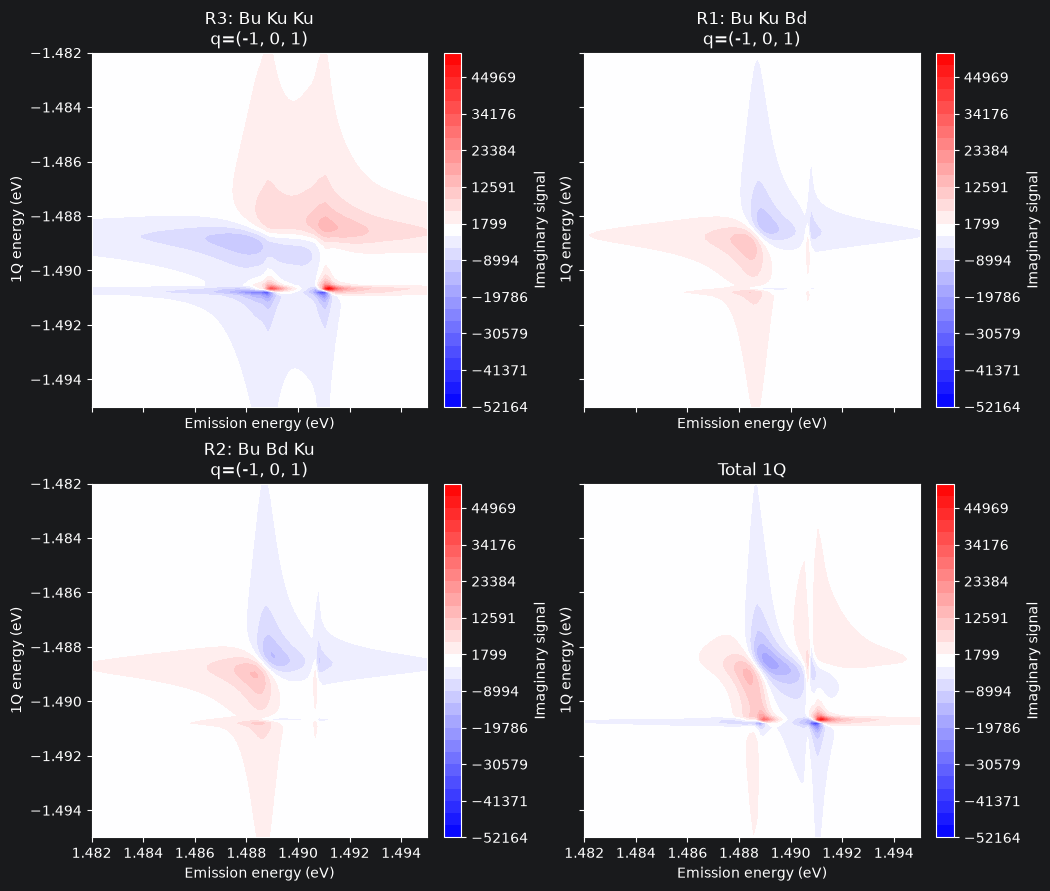 R3: Bu Ku Ku
q=(-1, 0, 1)
−1.482
−1.484
−1.486
−1.488
−1.490
−1.492
−1.494
1Q energy (eV)
Emission energy (eV)
44969
34176
23384
12591
1799
−8994
−19786
−30579
−41371
−52164
Imaginary signal
R1: Bu Ku Bd
q=(-1, 0, 1)
1Q energy (eV)
Emission energy (eV)
44969
34176
23384
12591
1799
−8994
−19786
−30579
−41371
−52164
Imaginary signal
R2: Bu Bd Ku
q=(-1, 0, 1)
−1.482
−1.484
−1.486
−1.488
−1.490
−1.492
−1.494
1Q energy (eV)
1.482 1.484 1.486 1.488 1.490 1.492 1.494
Emission energy (eV)
44969
34176
23384
12591
1799
−8994
−19786
−30579
−41371
−52164
Imaginary signal
Total 1Q
1Q energy (eV)
1.482 1.484 1.486 1.488 1.490 1.492 1.494
Emission energy (eV)
44969
34176
23384
12591
1799
−8994
−19786
−30579
−41371
−52164
Imaginary signal